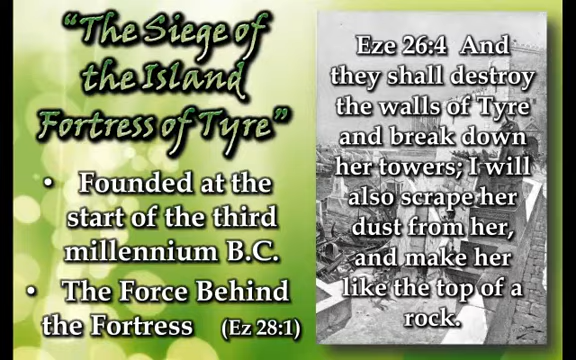 “The Siege of
the Island
Fortress of Tyre”
• Founded at the
start of the third
millennium B.C.
• The Force Behind
the Fortress (Ez 28:1)
Eze 26:4 And
they shall destroy
the walls of Tyre
and break down
her towers; I will
also scrape her
dust from her,
and make her
like the top of a
rock.